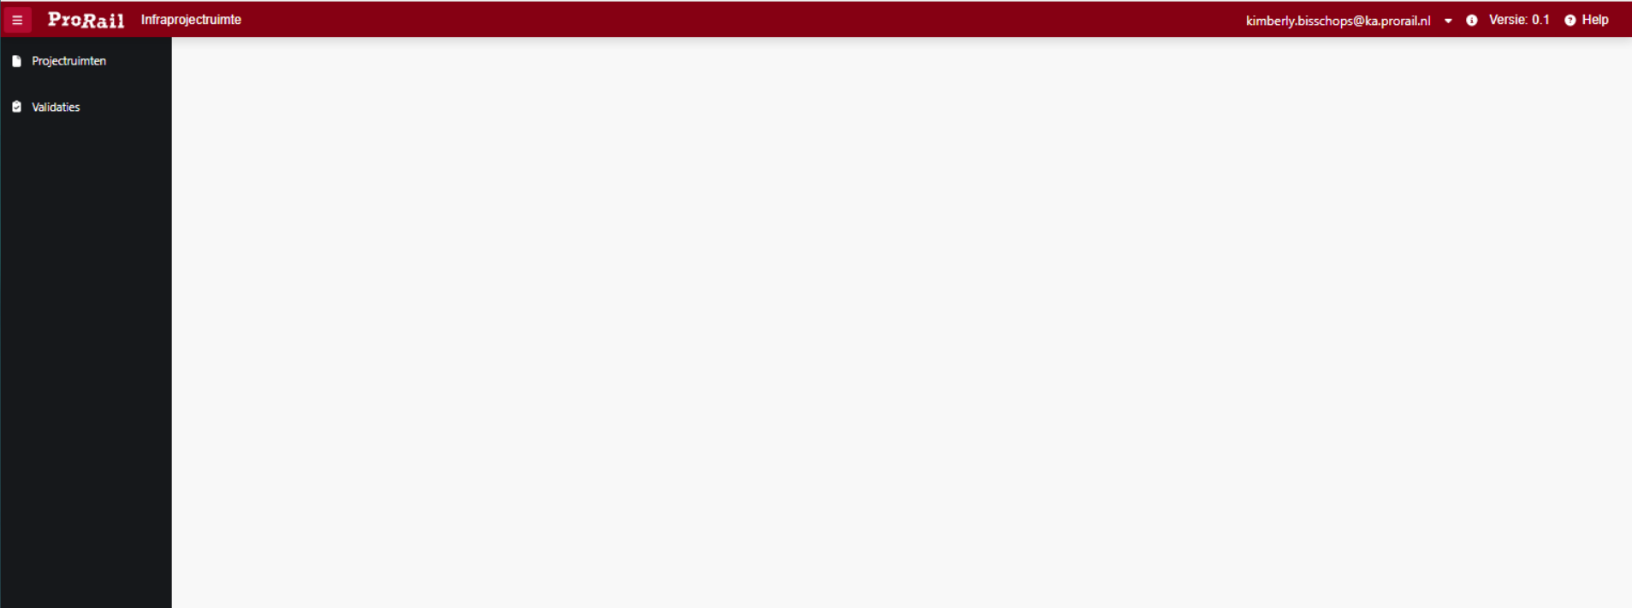 ProRail Infraprojectruimte kimberly.bisschops@ka.prorail.nl Versie: 0.1 Help
Projectruimten
Validaties